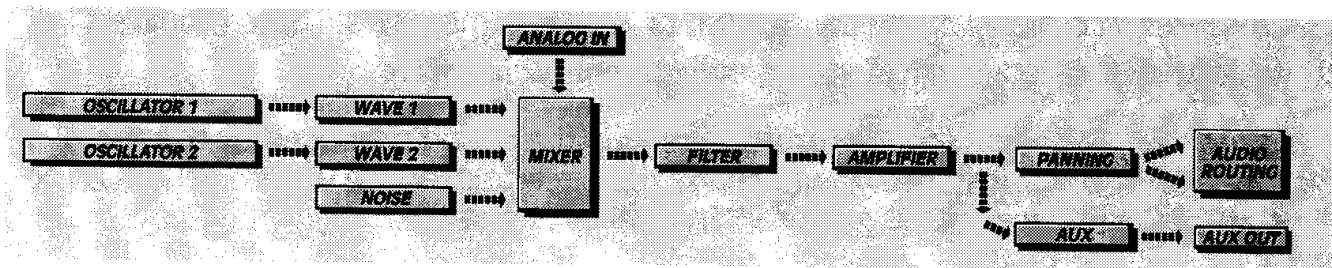 ANALOG IN
OSCILLATOR 1
WAVE 1
OSCILLATOR 2
WAVE 2
MIXER
FILTER
AMPLIFIER
PANNING
AUDIO
ROUTING
NOISE
AUX
AUX OUT